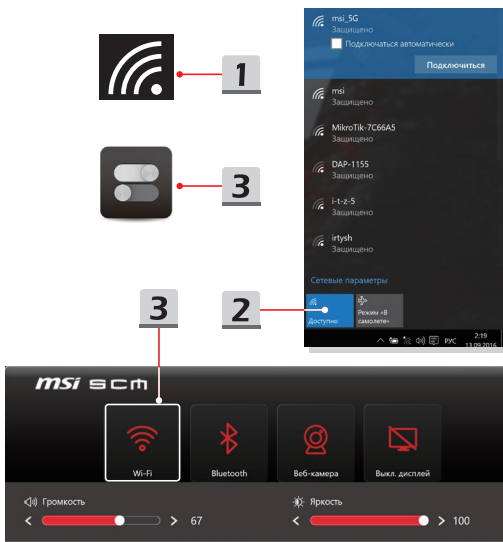 1
3
msi_5G
Защищено
Подключаться автоматически
Подключиться
msi
Защищено
MikroTik-7C66A5
Защищено
DAP-1155
Защищено
i-t-z-5
Защищено
irtysh
Защищено
Сетевые параметры
Доступно
Режим «В
самолете»
РУС
2:19
13.09.2016
2
3
msi SCM
Wi-Fi
Bluetooth
Веб-камера
Выкл. дисплей
Громкость
< > 67
Яркость
< > 100